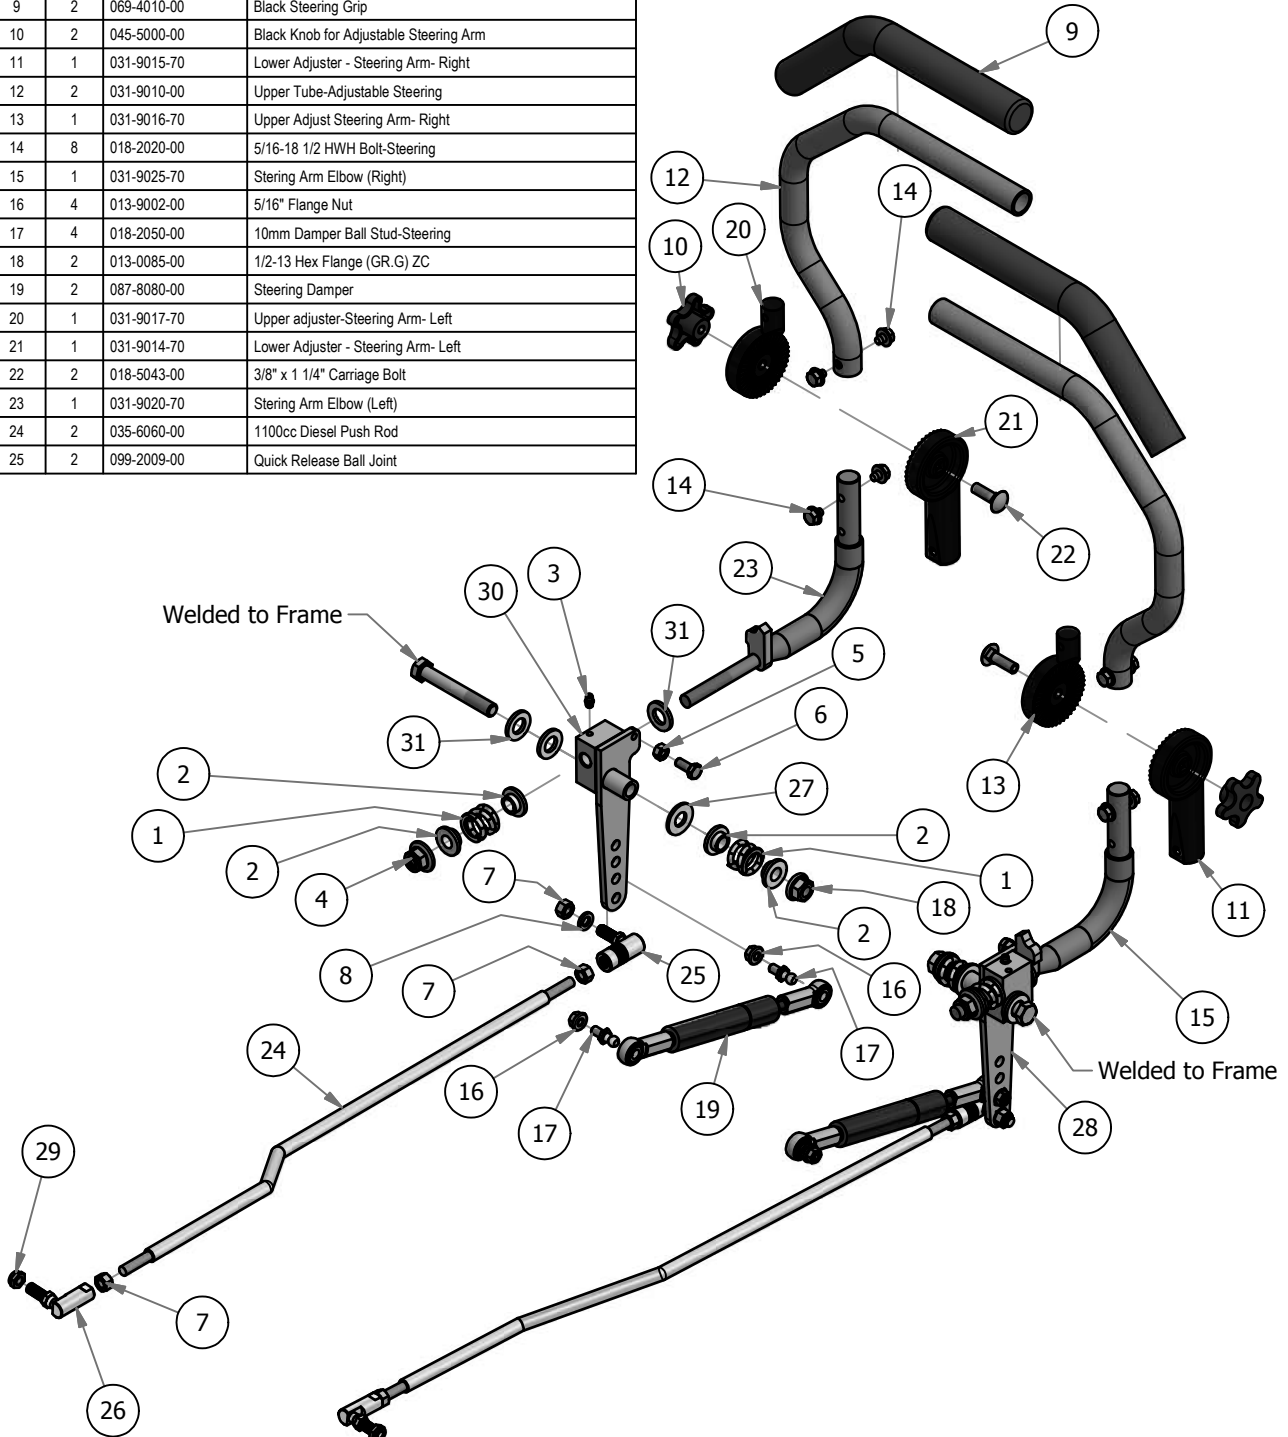 9 2 069-4010-00 Black Steering Grip
10 2 045-5000-00 Black Knob for Adjustable Steering Arm
11 1 031-9015-70 Lower Adjuster - Steering Arm- Right
12 2 031-9010-00 Upper Tube-Adjustable Steering
13 1 031-9016-70 Upper Adjust Steering Arm- Right
14 8 018-2020-00 5/16-18 1/2 HWH Bolt-Steering
15 1 031-9025-70 Stering Arm Elbow (Right)
16 4 013-9002-00 5/16" Flange Nut
17 4 018-2050-00 10mm Damper Ball Stud-Steering
18 2 013-0085-00 1/2-13 Hex Flange (GR.G) ZC
19 2 087-8080-00 Steering Damper
20 1 031-9017-70 Upper adjuster-Steering Arm- Left
21 1 031-9014-70 Lower Adjuster - Steering Arm- Left
22 2 018-5043-00 3/8" x 1 1/4" Carriage Bolt
23 1 031-9020-70 Stering Arm Elbow (Left)
24 2 035-6060-00 1100cc Diesel Push Rod
25 2 099-2009-00 Quick Release Ball Joint
9
12
14
10
20
21
14
22
3
30
23
Welded to Frame
31
5
6
31
2
27
13
1
2
2
1
4
7
18
11
2
8
7
25
16
15
24
17
Welded to Frame
16
19
17
28
29
7
26